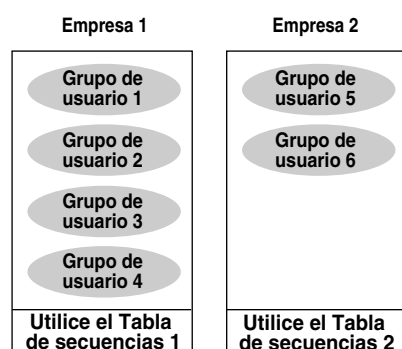 Empresa 1
Grupo de
usuario 1
Grupo de
usuario 2
Grupo de
usuario 3
Grupo de
usuario 4
Utilice el Tabla
de secuencias 1
Empresa 2
Grupo de
usuario 5
Grupo de
usuario 6
Utilice el Tabla
de secuencias 2